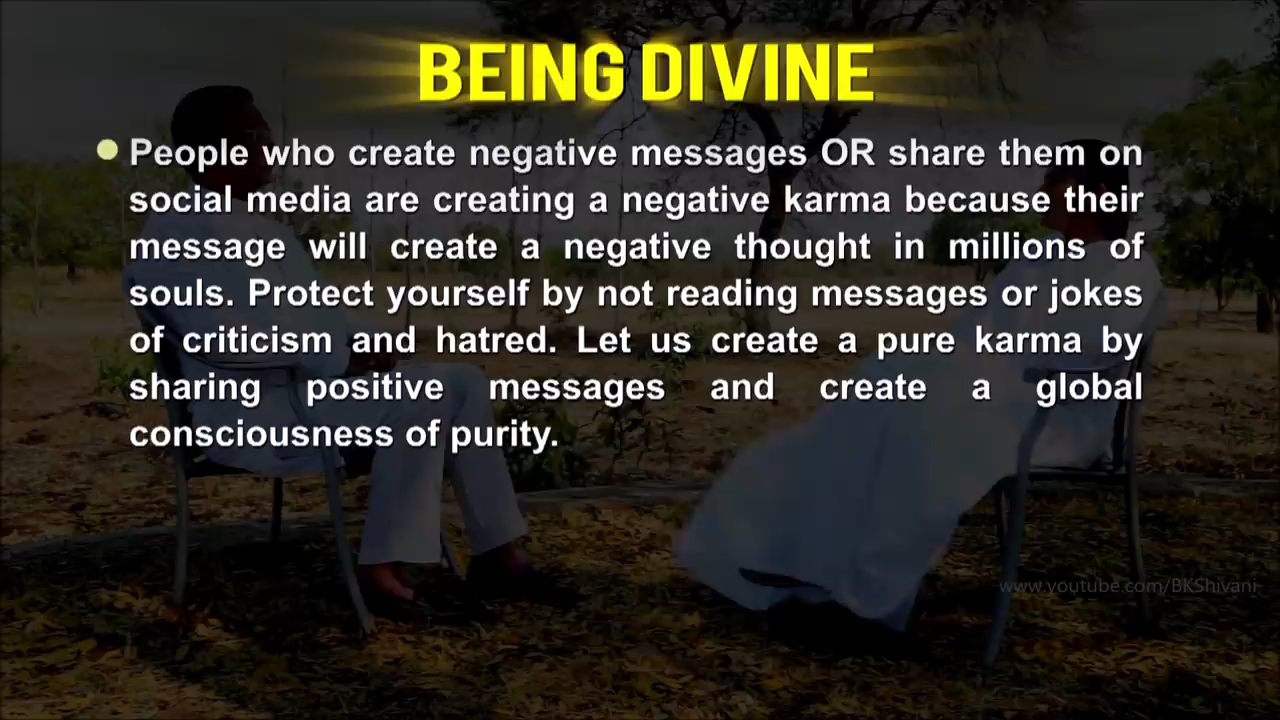 BEING DIVINE
People who create negative messages OR share them on
social media are creating a negative karma because their
message will create a negative thought in millions of
souls. Protect yourself by not reading messages or jokes
of criticism and hatred. Let us create a pure karma by
sharing positive messages and create a global
consciousness of purity.
www.youtube.com/BKShivani